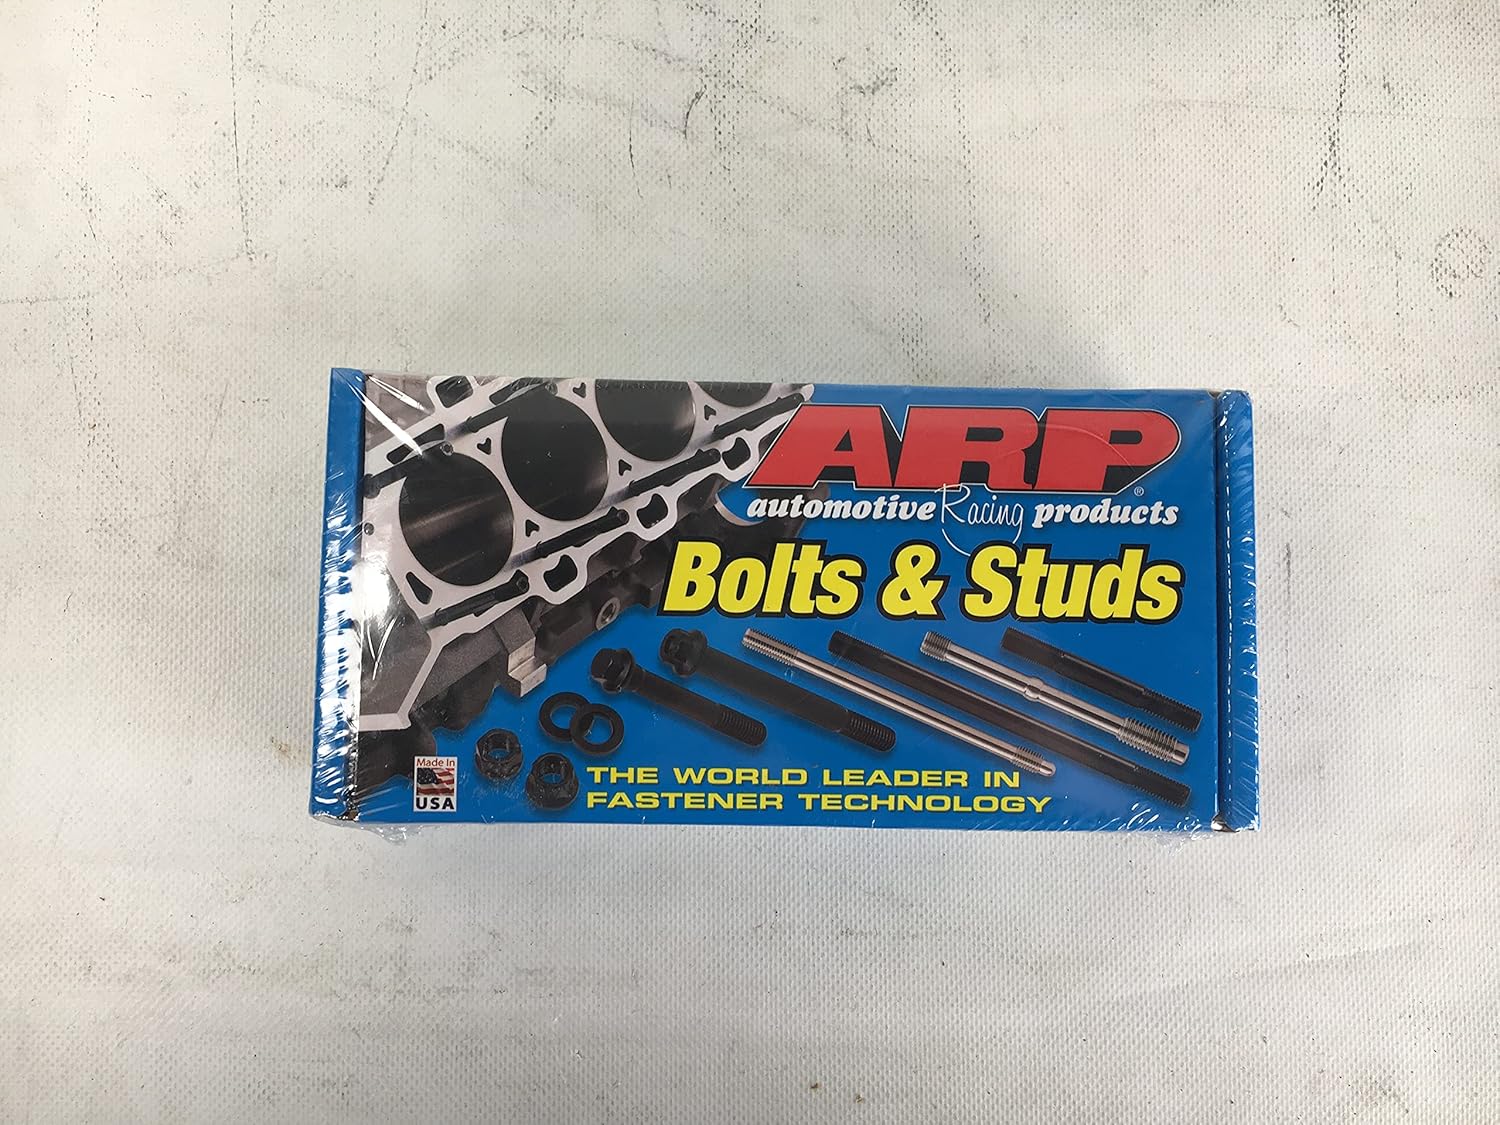 ARP®
automotive Racing products
Bolts & Studs
Made In
USA
THE WORLD LEADER IN
FASTENER TECHNOLOGY